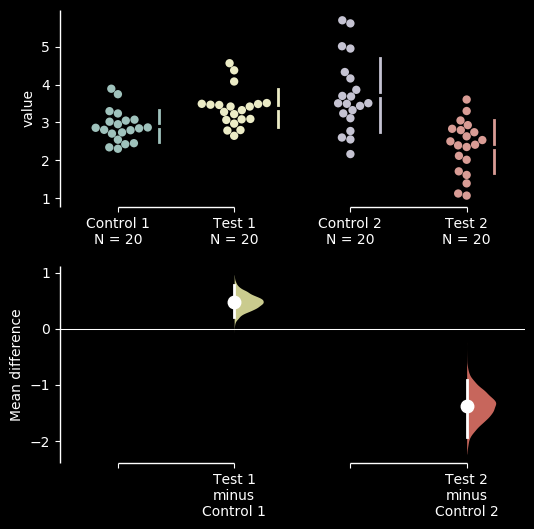 5
4
3
2
1
value
Control 1
N = 20
Test 1
N = 20
Control 2
N = 20
Test 2
N = 20
1
0
−1
−2
Mean difference
Test 1
minus
Control 1
Test 2
minus
Control 2